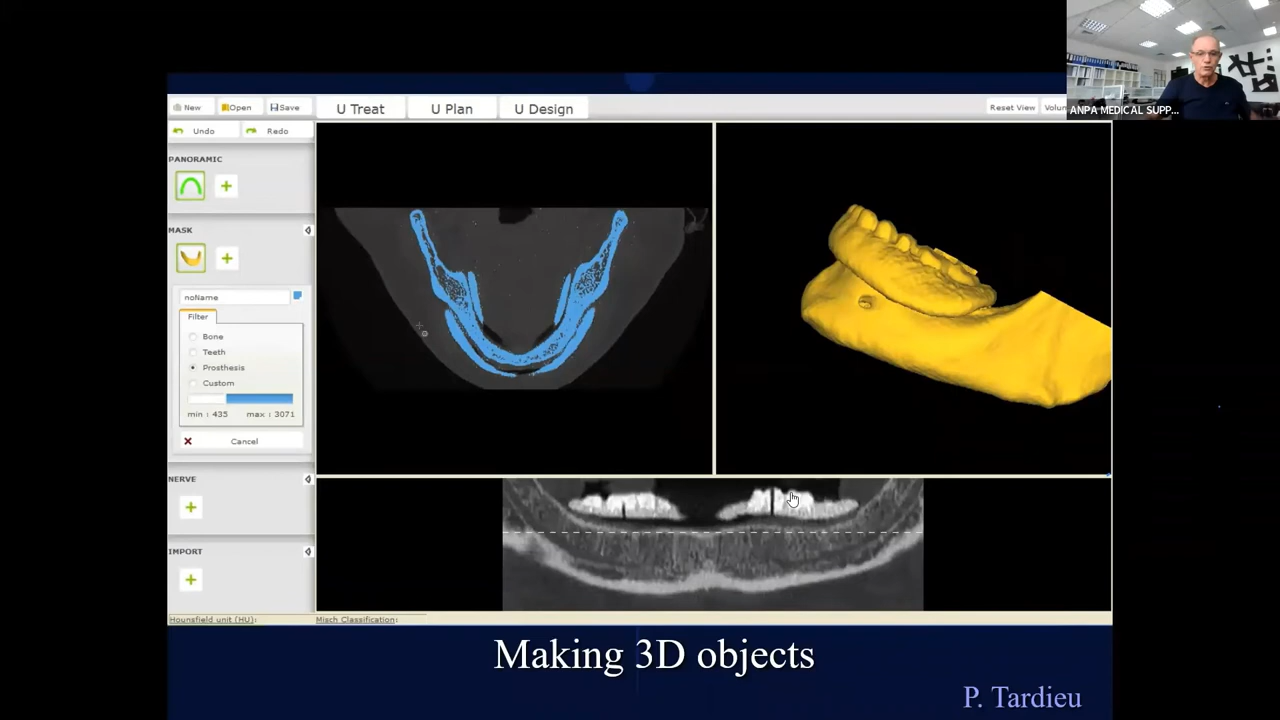 ANPA MEDICAL SUPP...
New Open Save U Treat U Plan U Design Reset View
Undo Redo
PANORAMIC
MASK
noName
Filter
Bone
Teeth
Prosthesis
Custom
min : 435 max : 3071
Cancel
NERVE
IMPORT
Hounsfield unit (HU): Misch Classification:
Making 3D objects
P. Tardieu